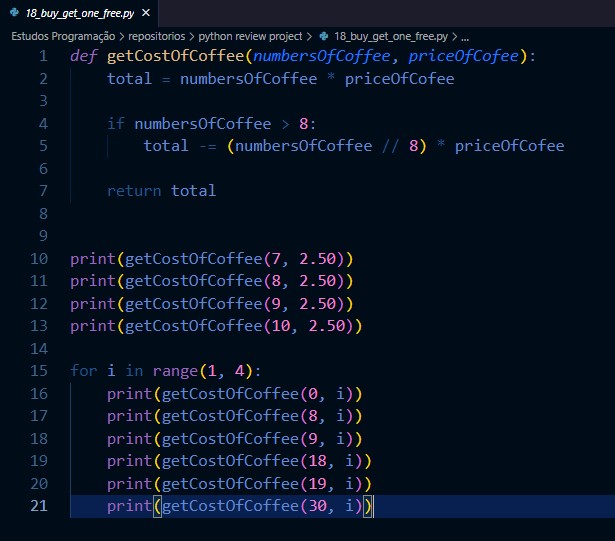 18_buy_get_one_free.py ×
Estudos Programação > repositorios > python review project > 18_buy_get_one_free.py > ...
1 def getCostOfCoffee(numbersOfCoffee, priceOfCofee):
2     total = numbersOfCoffee * priceOfCofee
3
4     if numbersOfCoffee > 8:
5         total -= (numbersOfCoffee // 8) * priceOfCofee
6
7     return total
8
9
10 print(getCostOfCoffee(7, 2.50))
11 print(getCostOfCoffee(8, 2.50))
12 print(getCostOfCoffee(9, 2.50))
13 print(getCostOfCoffee(10, 2.50))
14
15 for i in range(1, 4):
16     print(getCostOfCoffee(0, i))
17     print(getCostOfCoffee(8, i))
18     print(getCostOfCoffee(9, i))
19     print(getCostOfCoffee(18, i))
20     print(getCostOfCoffee(19, i))
21     print(getCostOfCoffee(30, i))